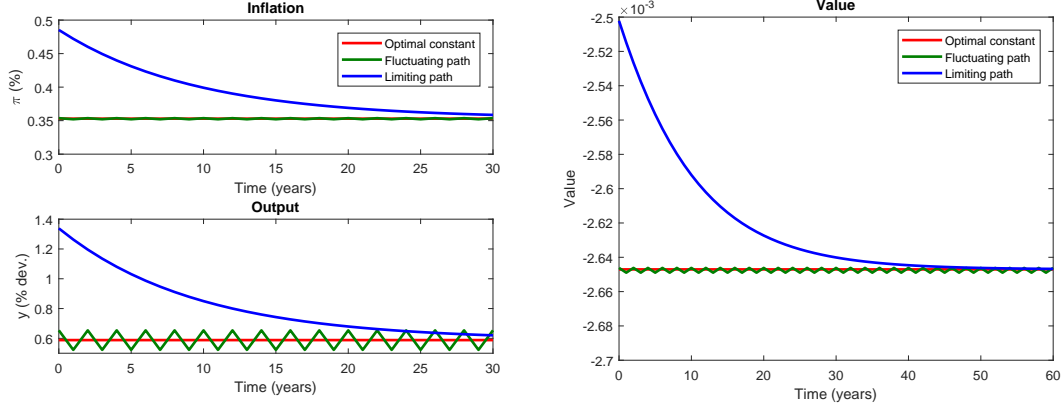 Inflation
0.5
0.45
0.4
0.35
0.3
π (%)
Optimal constant
Fluctuating path
Limiting path
0 5 10 15 20 25 30
Time (years)
Output
1.4
1.2
1
0.8
0.6
y (% dev.)
0 5 10 15 20 25 30
Time (years)
Value
×10⁻³
-2.5
-2.52
-2.54
-2.56
-2.58
-2.6
-2.62
-2.64
-2.66
-2.68
-2.7
Value
Optimal constant
Fluctuating path
Limiting path
0 10 20 30 40 50 60
Time (years)